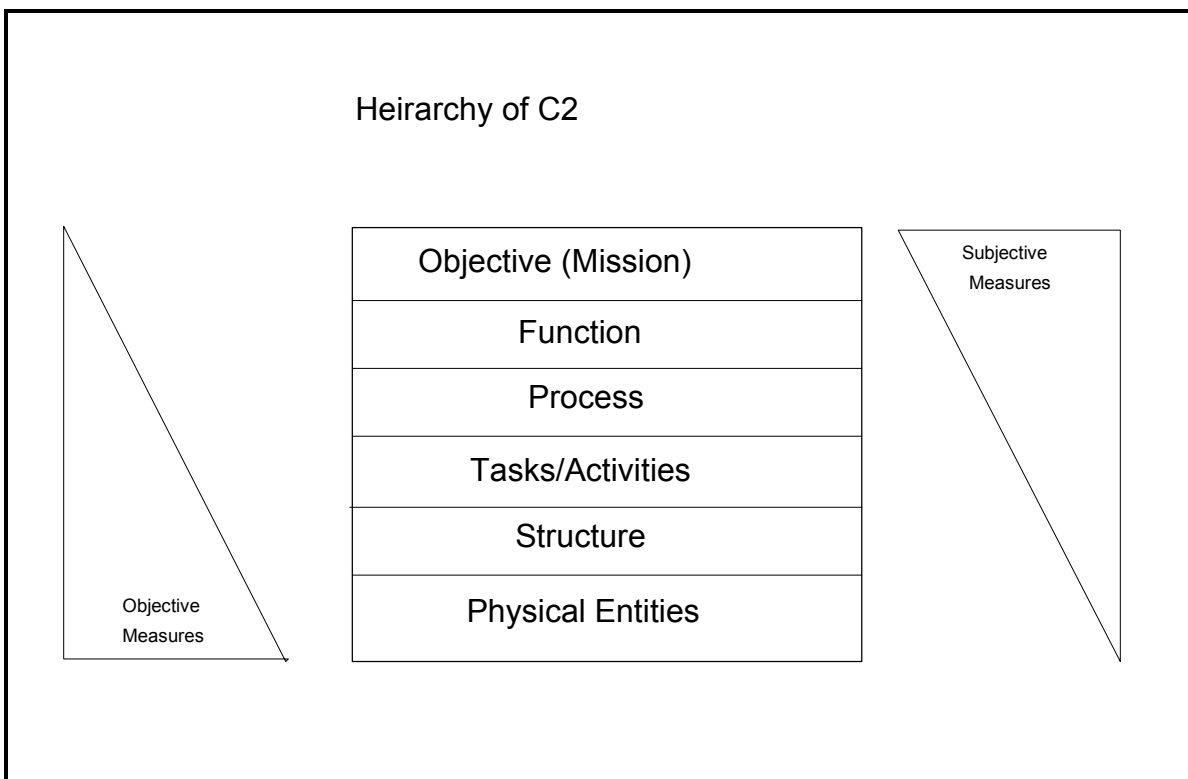 Heirarchy of C2
Objective (Mission)
Function
Process
Tasks/Activities
Structure
Physical Entities
Subjective
Measures
Objective
Measures